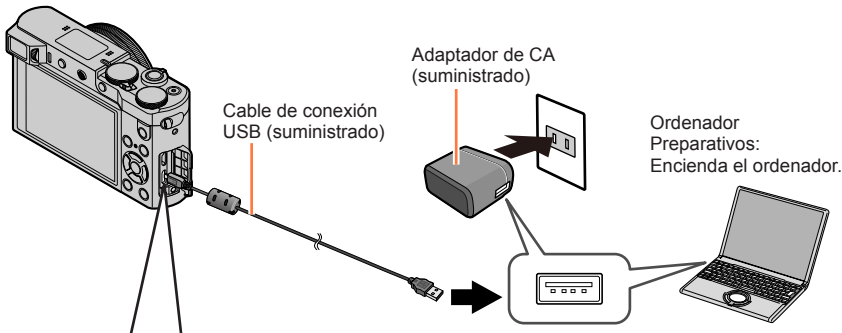 Adaptador de CA
(suministrado)
Cable de conexión
USB (suministrado)
Ordenador
Preparativos:
Encienda el ordenador.